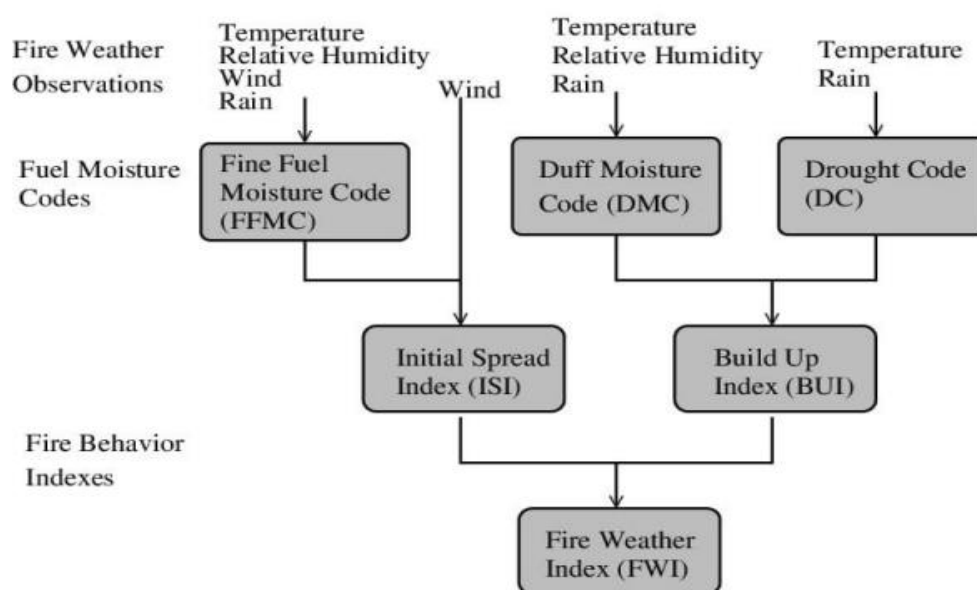 Fire Weather
Observations
Temperature
Relative Humidity
Wind
Rain
Wind
Temperature
Relative Humidity
Rain
Temperature
Rain
Fuel Moisture
Codes
Fine Fuel
Moisture Code
(FFMC)
Duff Moisture
Code (DMC)
Drought Code
(DC)
Initial Spread
Index (ISI)
Build Up
Index (BUI)
Fire Behavior
Indexes
Fire Weather
Index (FWI)